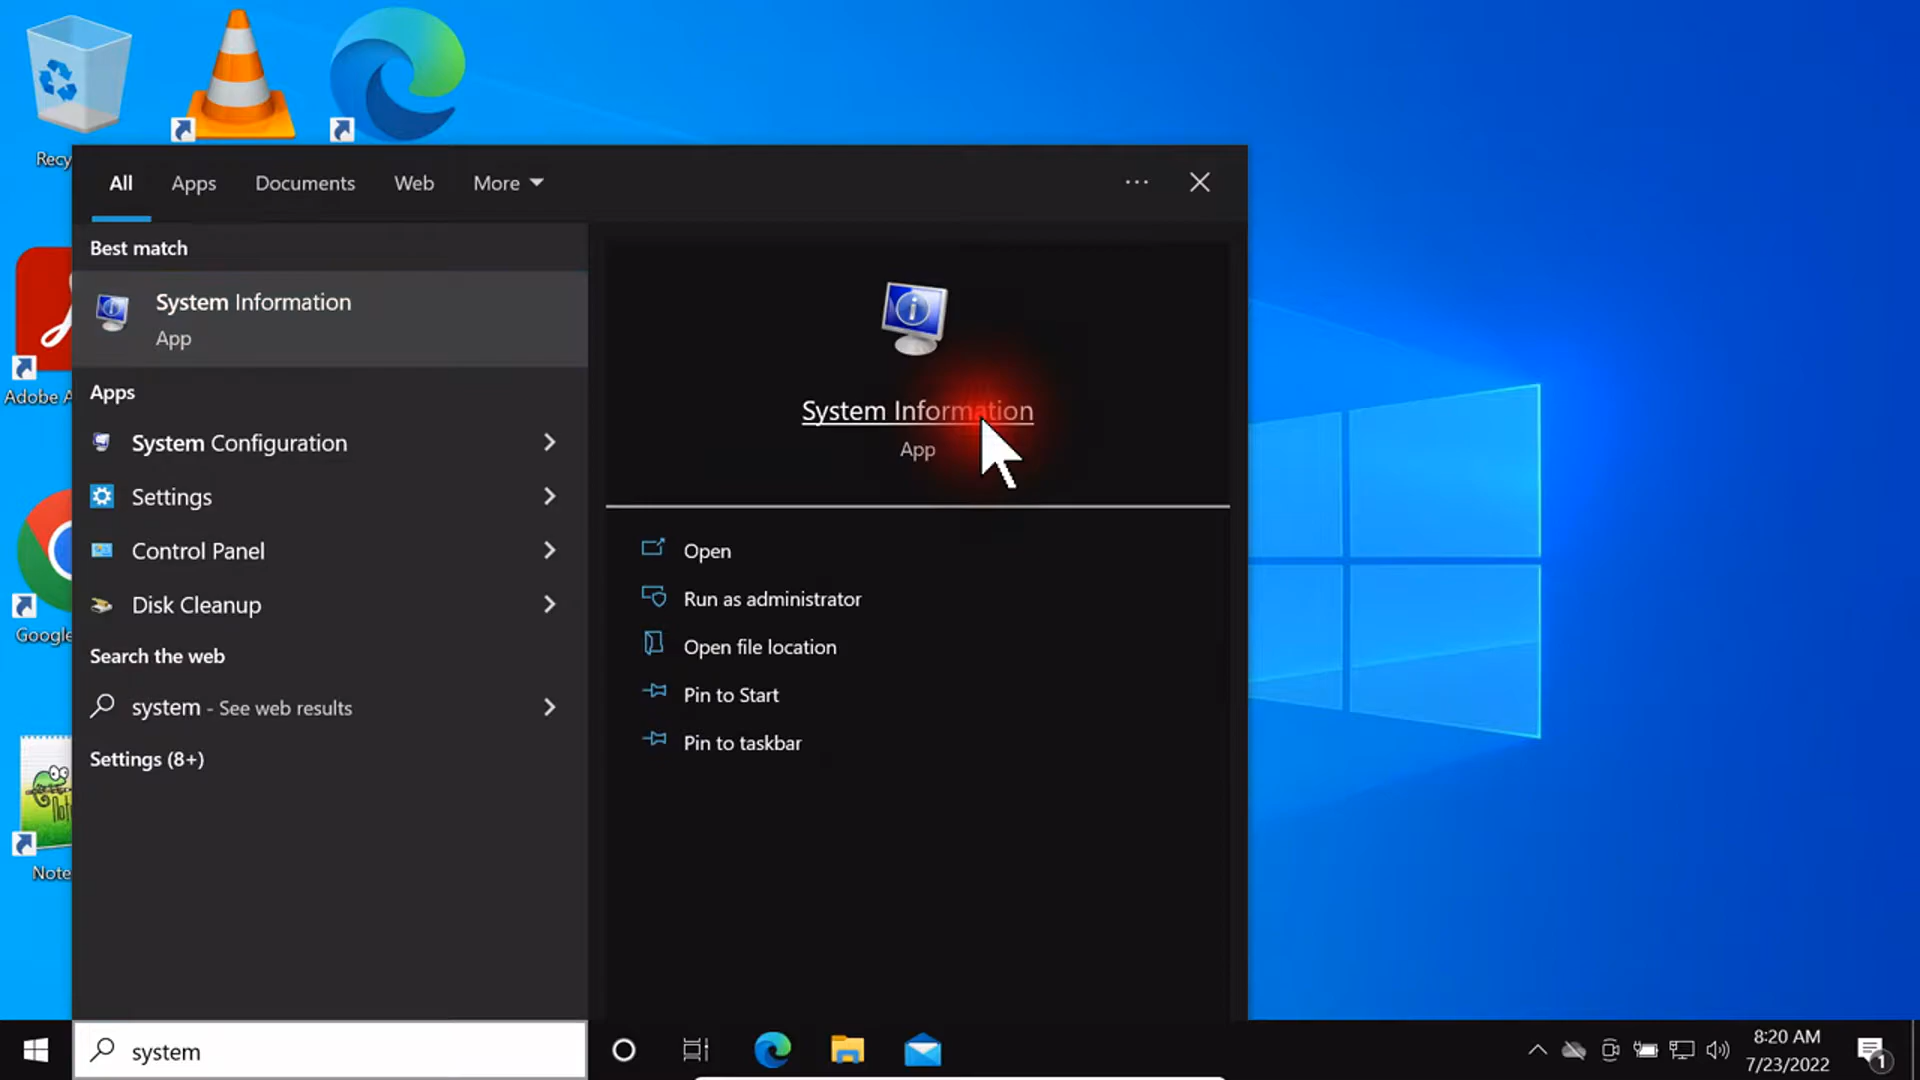 Recy
Adobe A
Google
Note
All Apps Documents Web More
Best match
System Information
App
Apps
System Configuration
Settings
Control Panel
Disk Cleanup
Search the web
system - See web results
Settings (8+)
System Information
App
Open
Run as administrator
Open file location
Pin to Start
Pin to taskbar
system
8:20 AM
7/23/2022
1